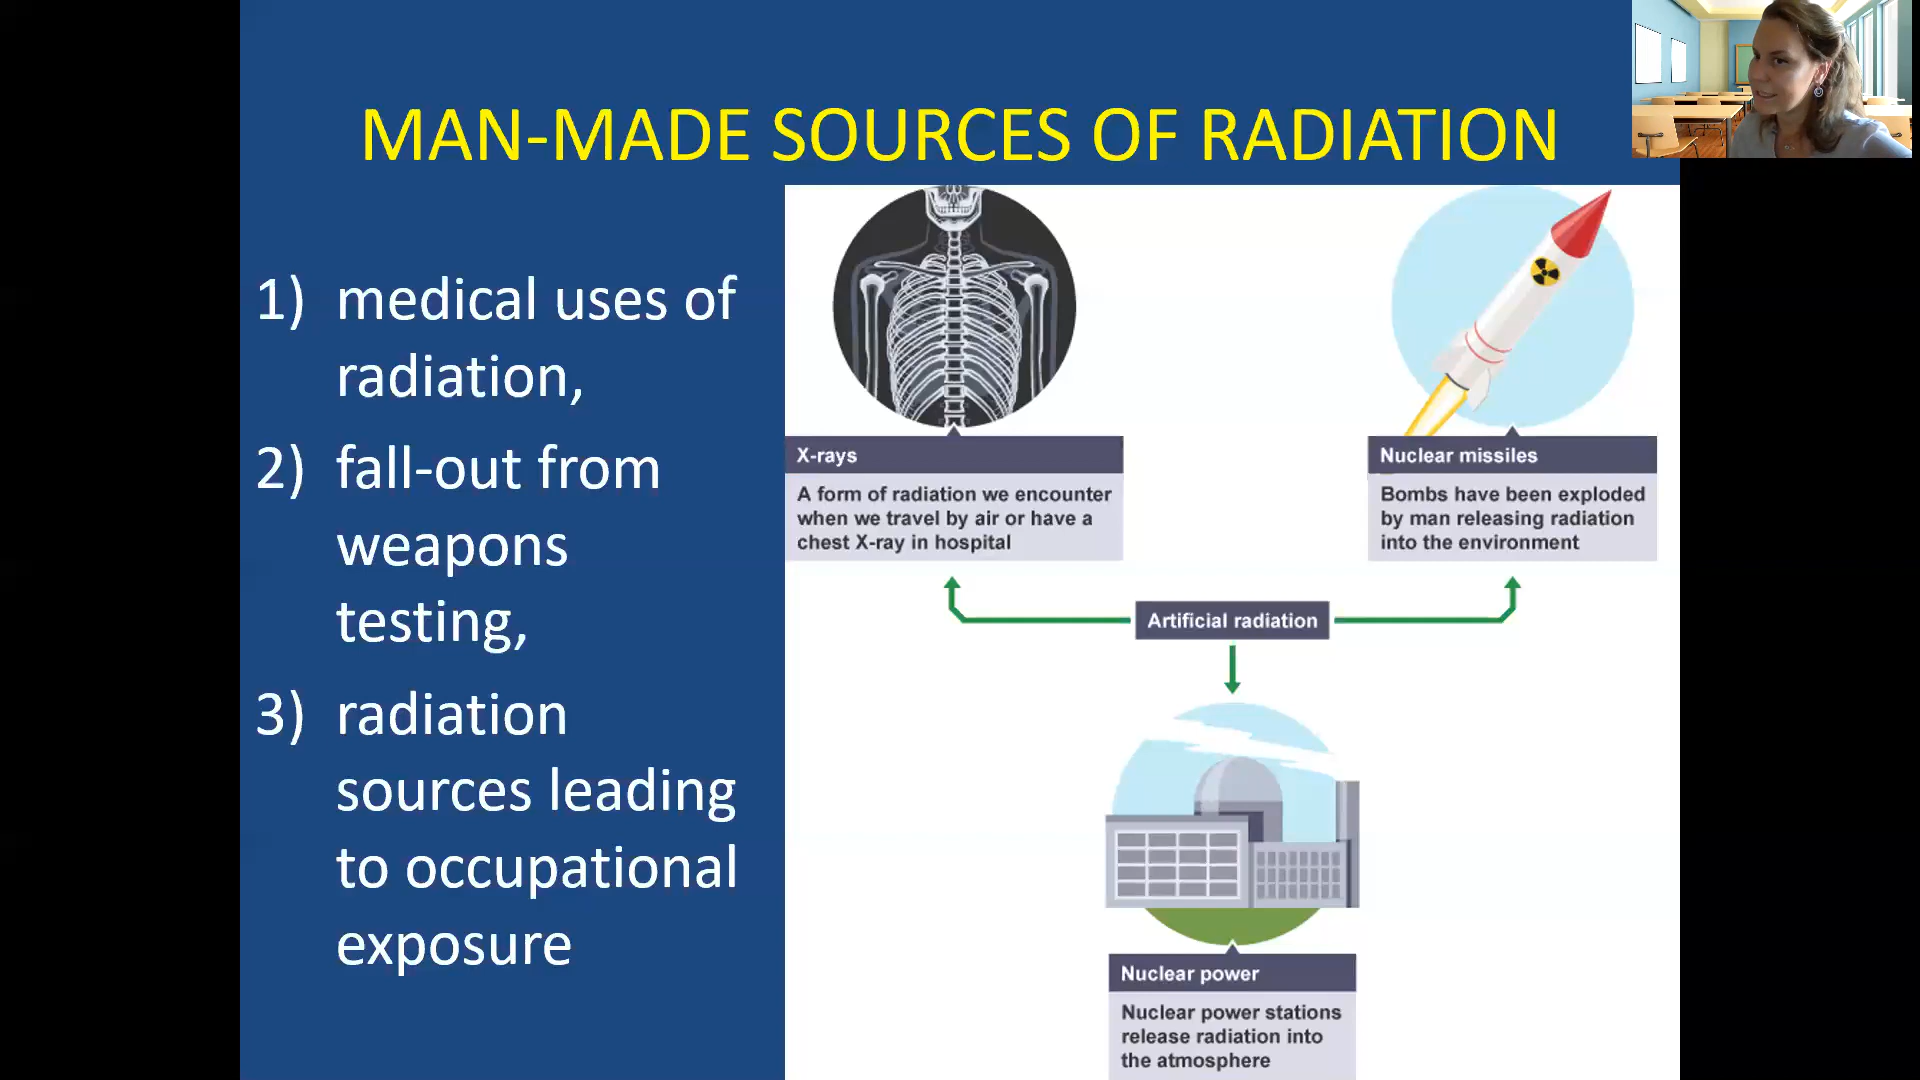 MAN-MADE SOURCES OF RADIATION
1) medical uses of
radiation,
2) fall-out from
weapons
testing,
3) radiation
sources leading
to occupational
exposure
X-rays
A form of radiation we encounter
when we travel by air or have a
chest X-ray in hospital
Nuclear missiles
Bombs have been exploded
by man releasing radiation
into the environment
Artificial radiation
Nuclear power
Nuclear power stations
release radiation into
the atmosphere